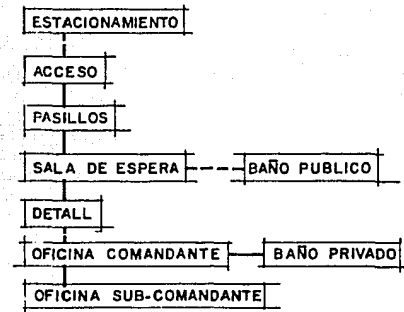 ESTACIONAMIENTO
ACCESO
PASILLOS
SALA DE ESPERA
BAÑO PUBLICO
DETALL
OFICINA COMANDANTE
BAÑO PRIVADO
OFICINA SUB-COMANDANTE